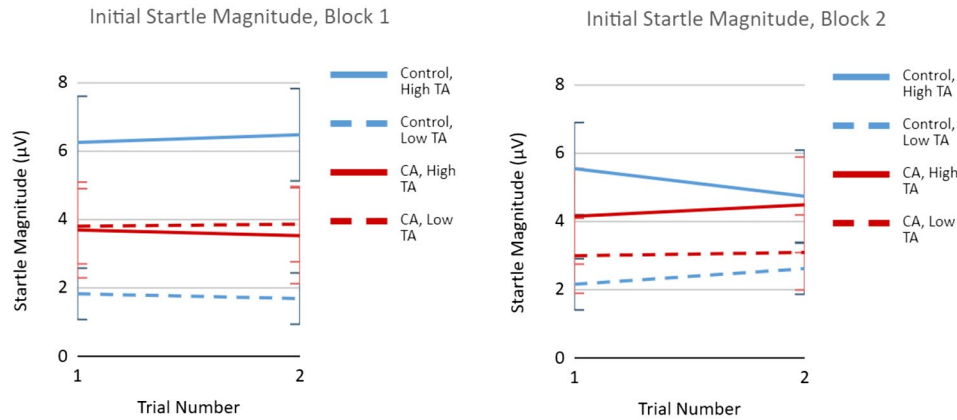 Initial Startle Magnitude, Block 1
Startle Magnitude (µV)
8
6
4
2
0
1
2
Trial Number
Control,
High TA
Control,
Low TA
CA, High
TA
CA, Low
TA
Initial Startle Magnitude, Block 2
Startle Magnitude (µV)
8
6
4
2
0
1
2
Trial Number
Control,
High TA
Control,
Low TA
CA, High
TA
CA, Low
TA